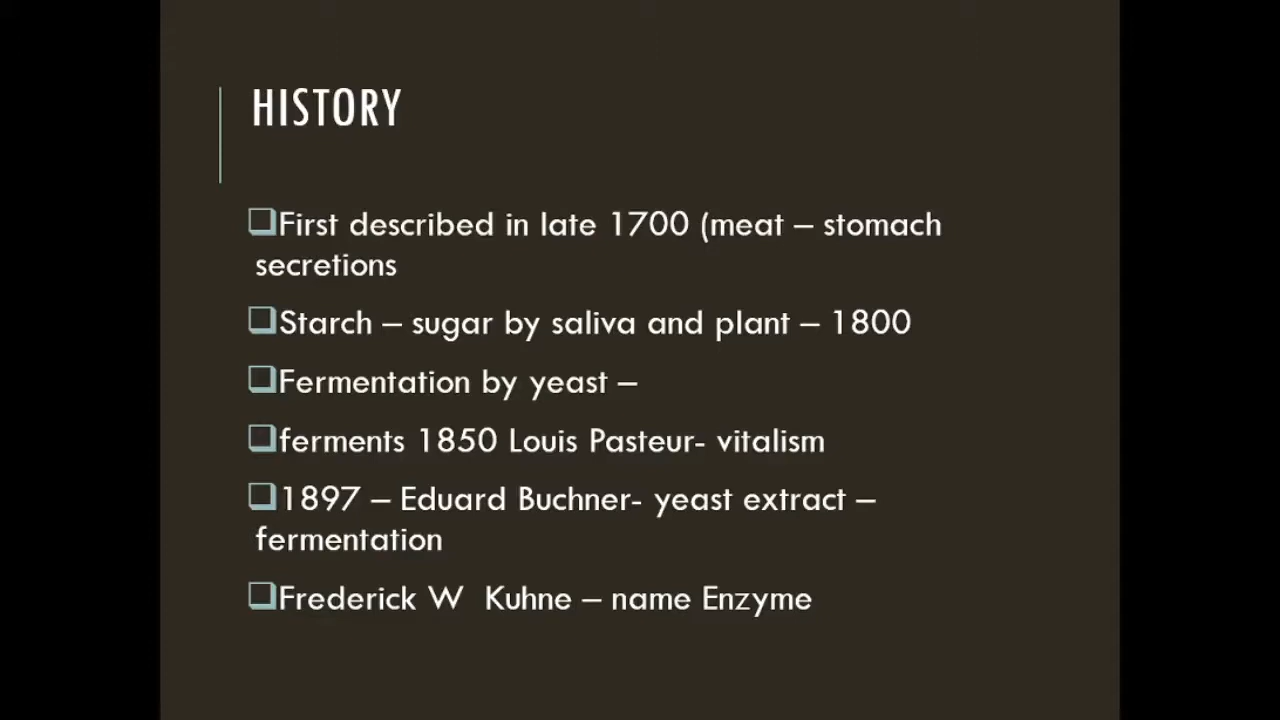 HISTORY
❑First described in late 1700 (meat – stomach
secretions
❑Starch – sugar by saliva and plant – 1800
❑Fermentation by yeast –
❑ferments 1850 Louis Pasteur- vitalism
❑1897 – Eduard Buchner- yeast extract –
fermentation
❑Frederick W  Kuhne – name Enzyme